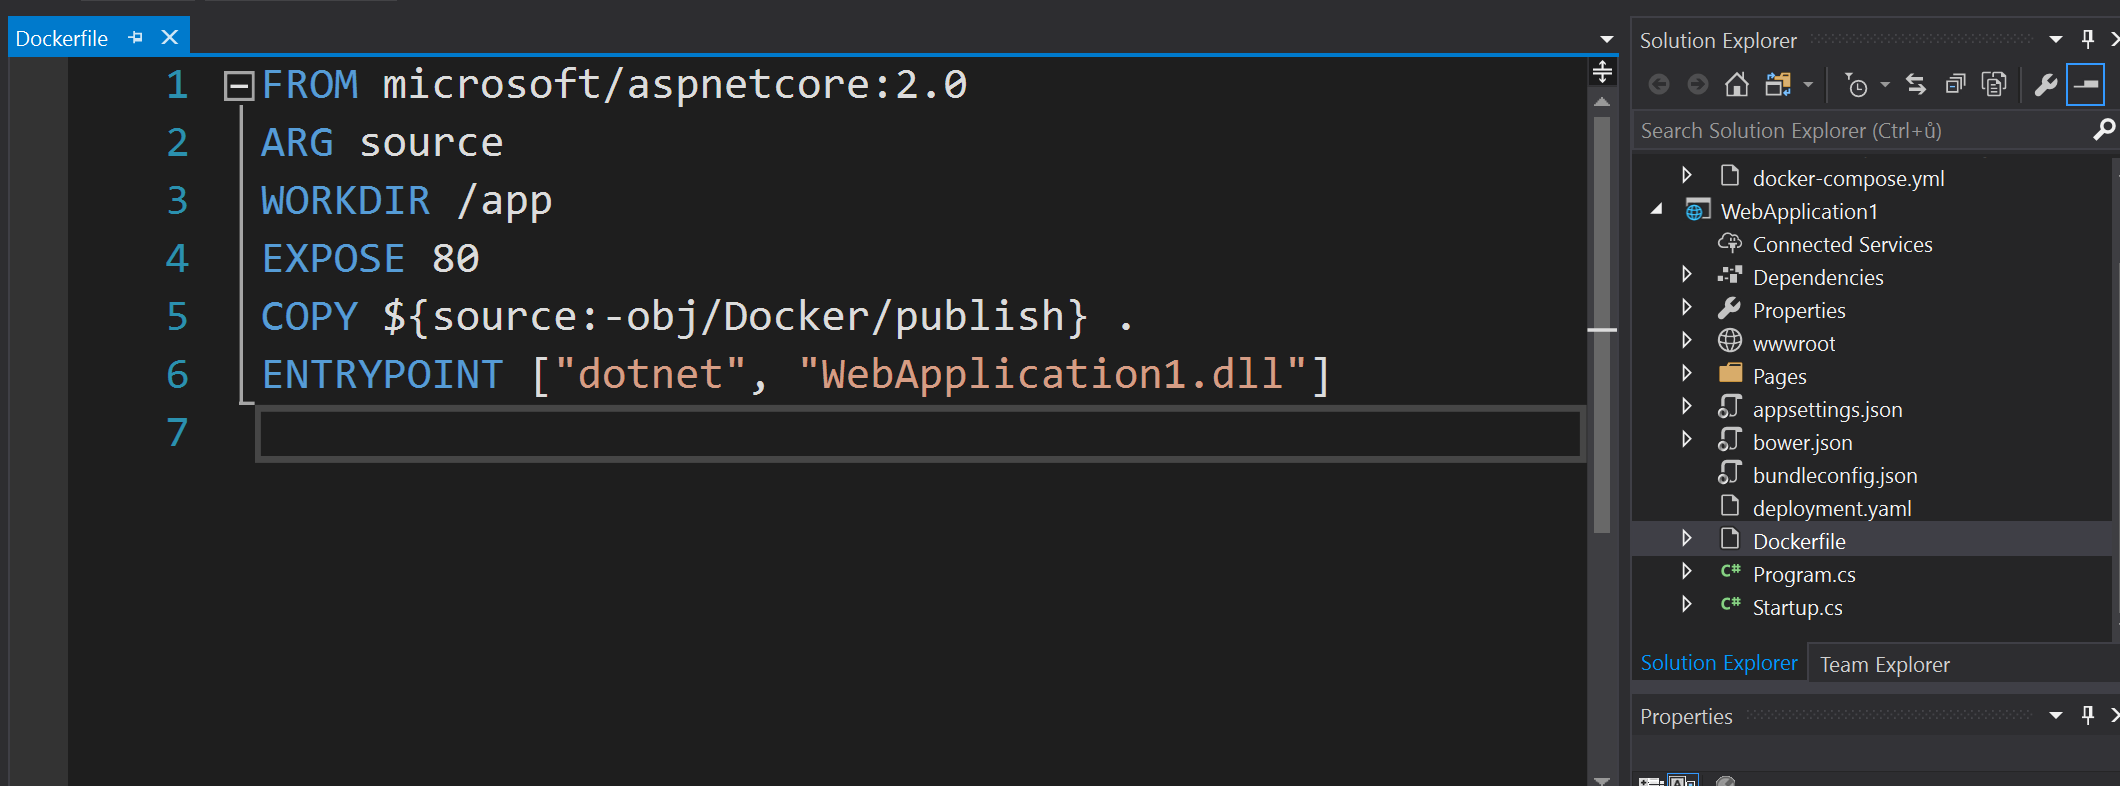 Dockerfile
1 FROM microsoft/aspnetcore:2.0
2 ARG source
3 WORKDIR /app
4 EXPOSE 80
5 COPY ${source:-obj/Docker/publish} .
6 ENTRYPOINT ["dotnet", "WebApplication1.dll"]
7
Solution Explorer
Search Solution Explorer (Ctrl+ů)
docker-compose.yml
WebApplication1
Connected Services
Dependencies
Properties
wwwroot
Pages
appsettings.json
bower.json
bundleconfig.json
deployment.yaml
Dockerfile
C# Program.cs
C# Startup.cs
Solution Explorer Team Explorer
Properties